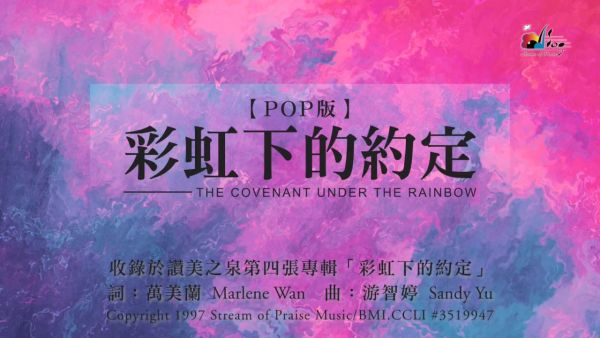 【POP版】
彩虹下的約定
THE COVENANT UNDER THE RAINBOW
收錄於讚美之泉第四張專輯「彩虹下的約定」
詞：萬美蘭 Marlene Wan 曲：游智婷 Sandy Yu
Copyright 1997 Stream of Praise Music/BMI.CCLI #3519947